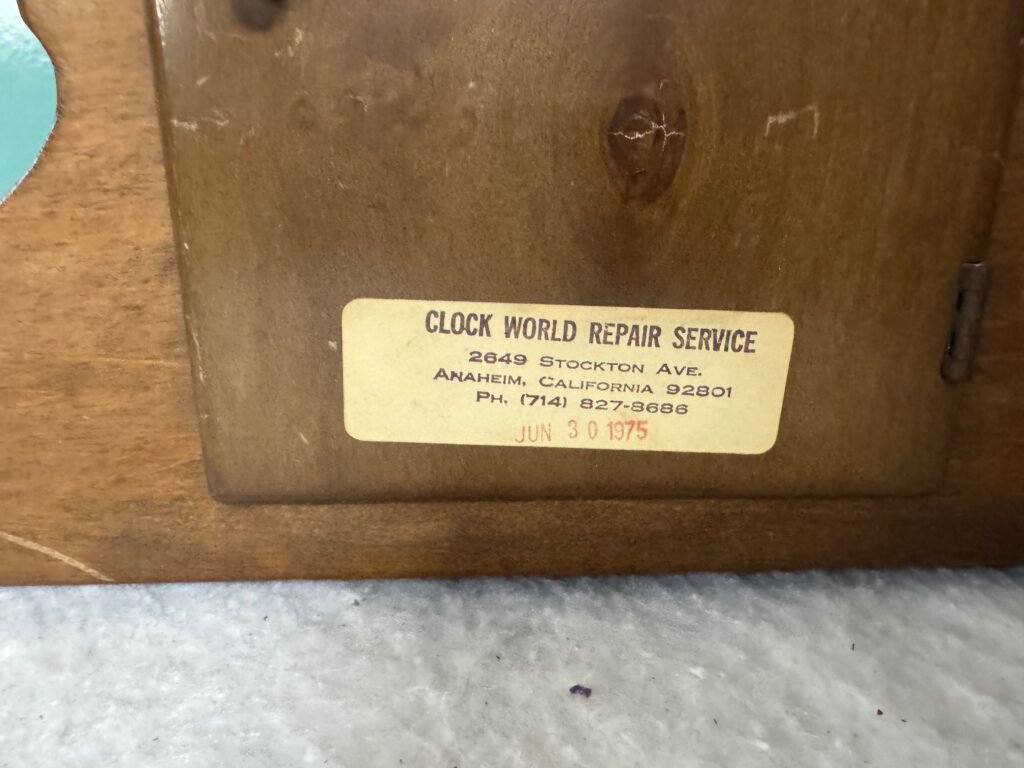 CLOCK WORLD REPAIR SERVICE
2649 STOCKTON AVE.
ANAHEIM, CALIFORNIA 92801
PH. (714) 827-8686
JUN 30 1975